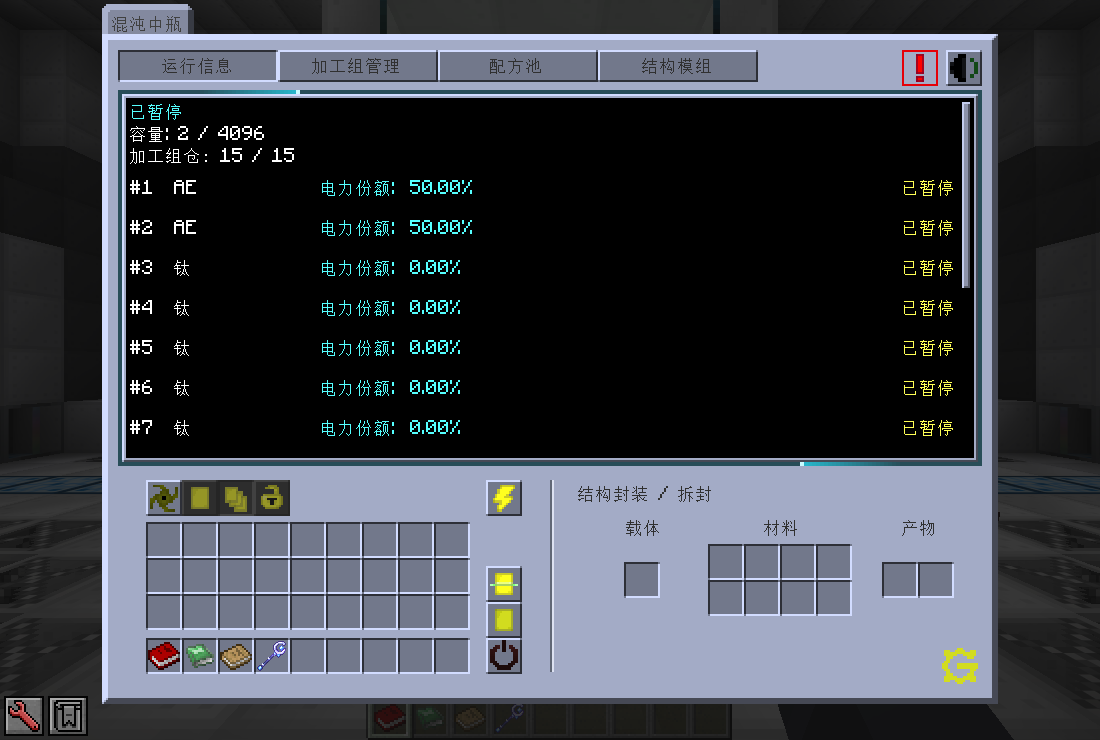 混沌中瓶
运行信息 加工组管理 配方池 结构模组
已暂停
容量: 2 / 4096
加工组仓: 15 / 15
#1 AE 电力份额: 50.00% 已暂停
#2 AE 电力份额: 50.00% 已暂停
#3 钛 电力份额: 0.00% 已暂停
#4 钛 电力份额: 0.00% 已暂停
#5 钛 电力份额: 0.00% 已暂停
#6 钛 电力份额: 0.00% 已暂停
#7 钛 电力份额: 0.00% 已暂停
结构封装 / 拆封
载体 材料 产物